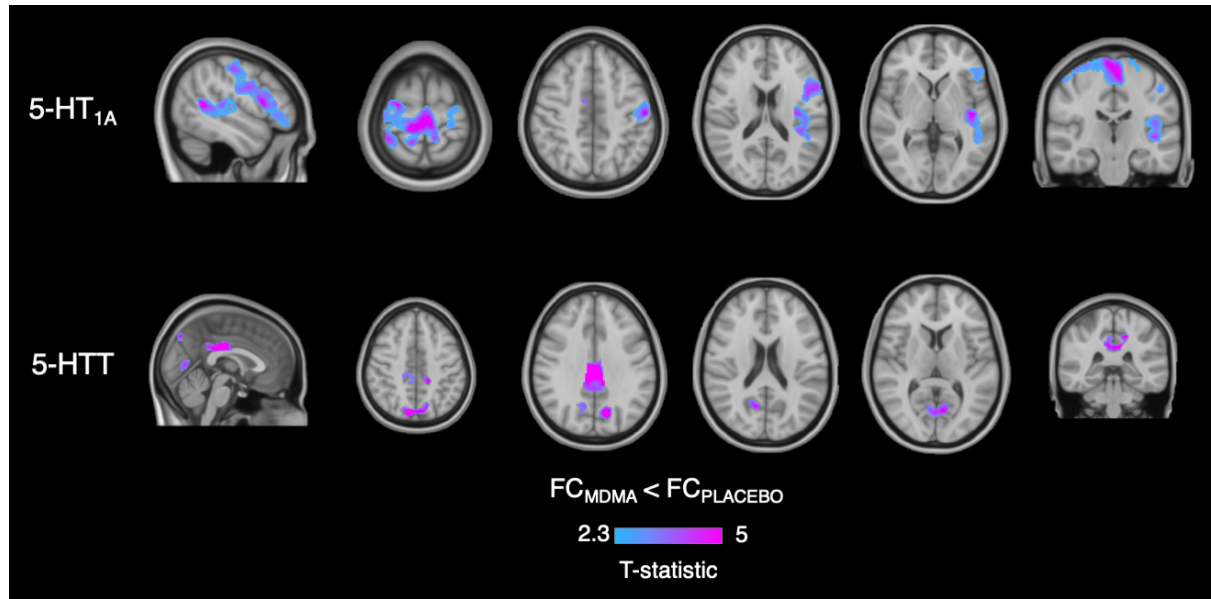 5-HT1A
5-HTT
FCMDMA < FCPLACEBO
2.3 5
T-statistic